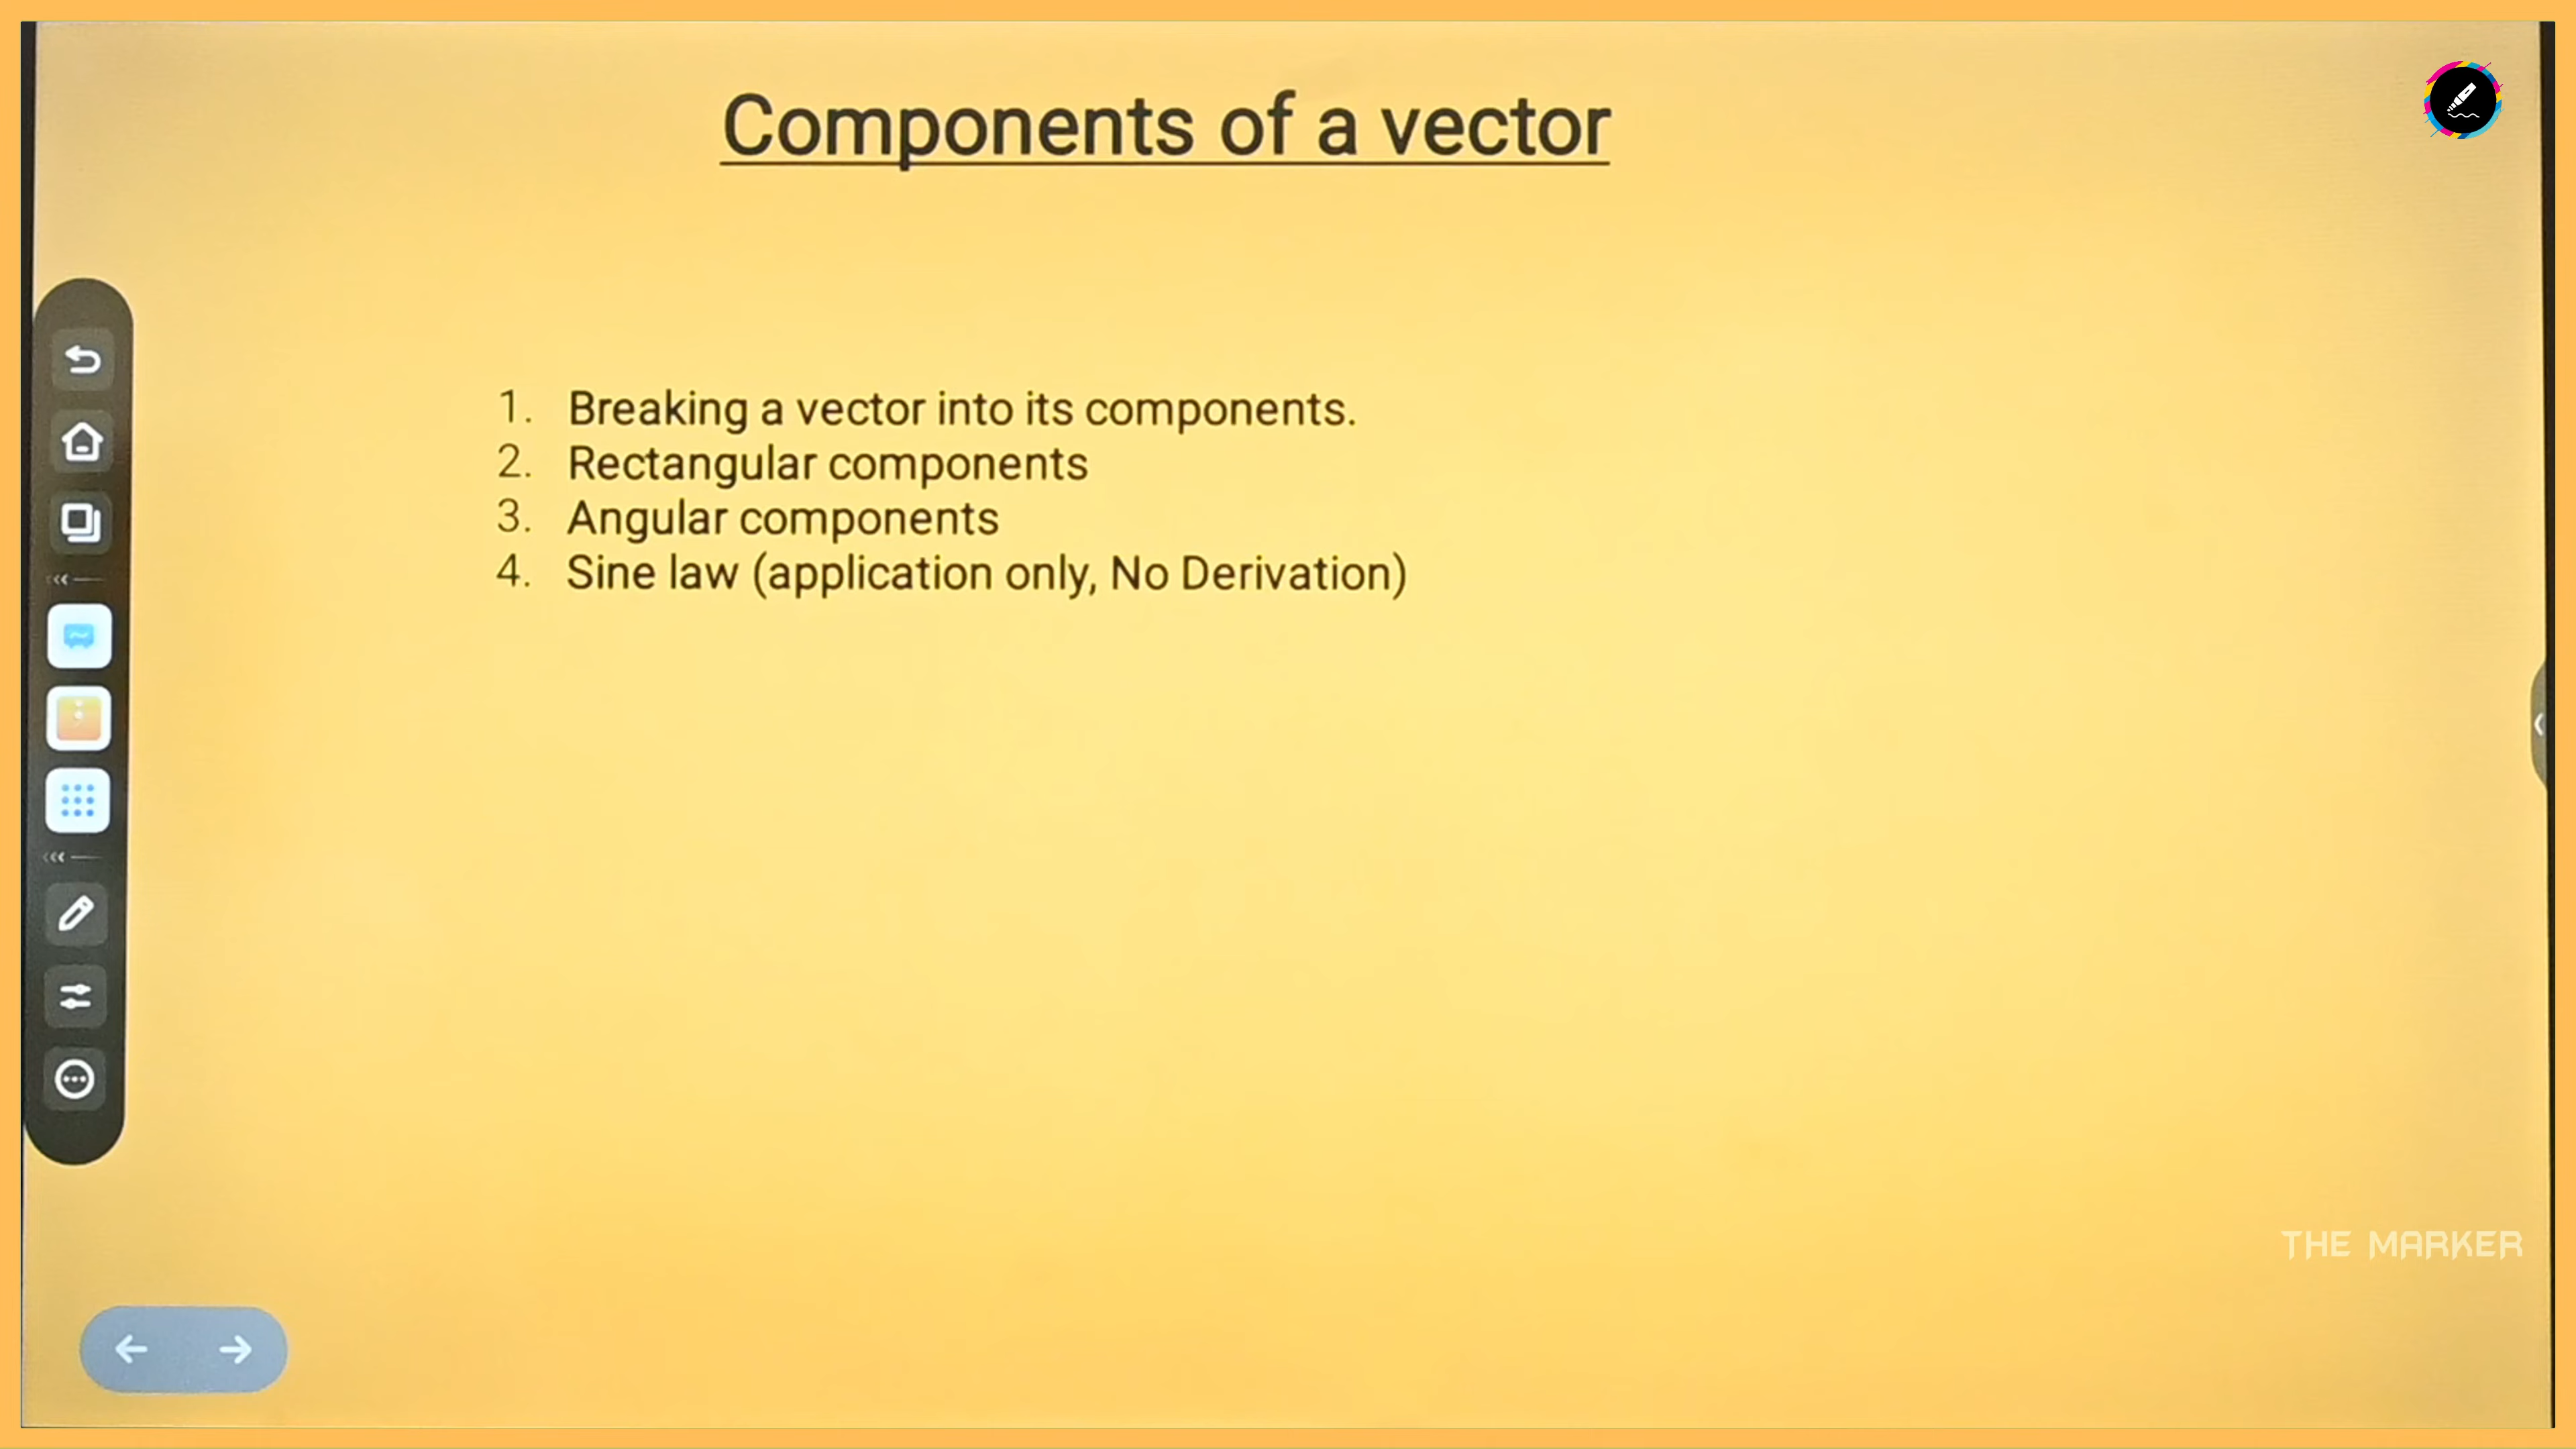 Components of a vector
1. Breaking a vector into its components.
2. Rectangular components
3. Angular components
4. Sine law (application only, No Derivation)
THE MARKER